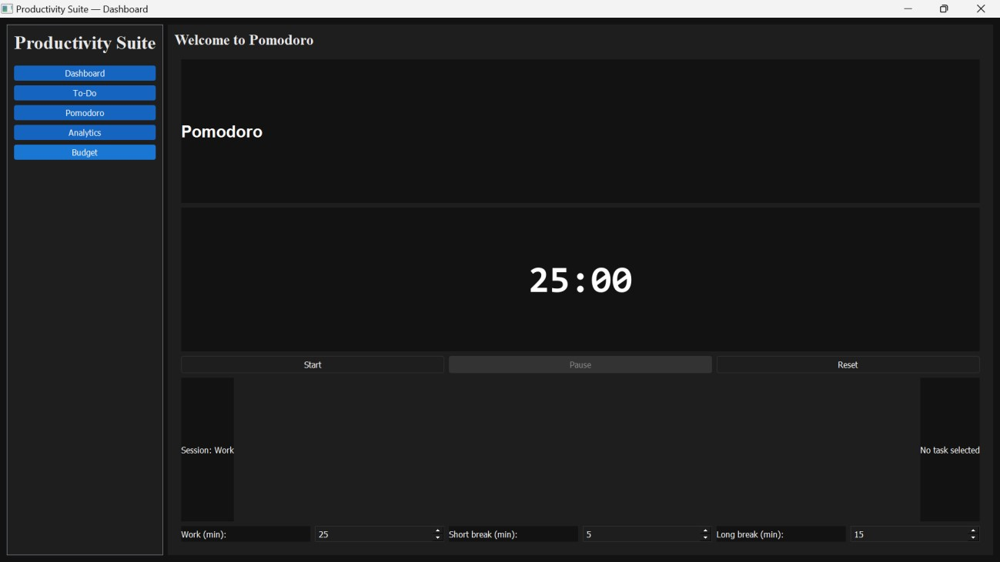 Productivity Suite — Dashboard
Productivity Suite
Dashboard
To-Do
Pomodoro
Analytics
Budget
Welcome to Pomodoro
Pomodoro
25:00
Start
Pause
Reset
Session: Work
No task selected
Work (min):
25
Short break (min):
5
Long break (min):
15